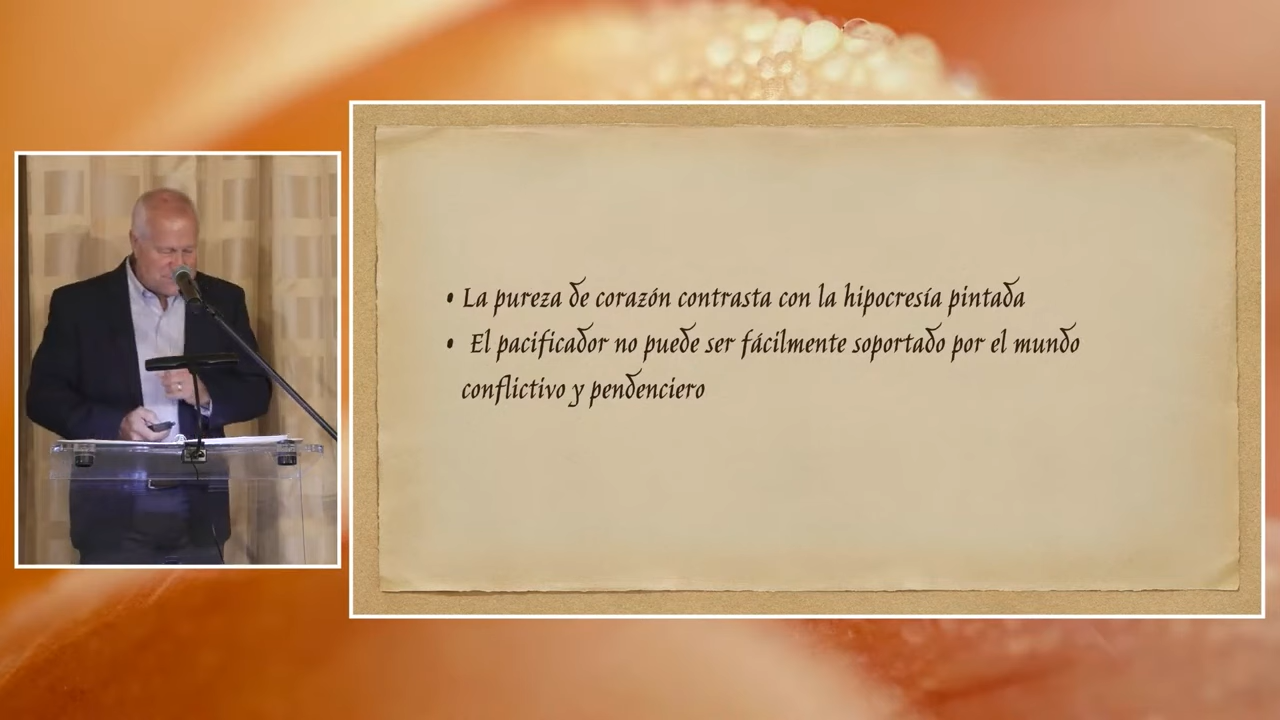 • La pureza de corazón contrasta con la hipocresía pintada
• El pacificador no puede ser fácilmente soportado por el mundo
conflictivo y pendenciero